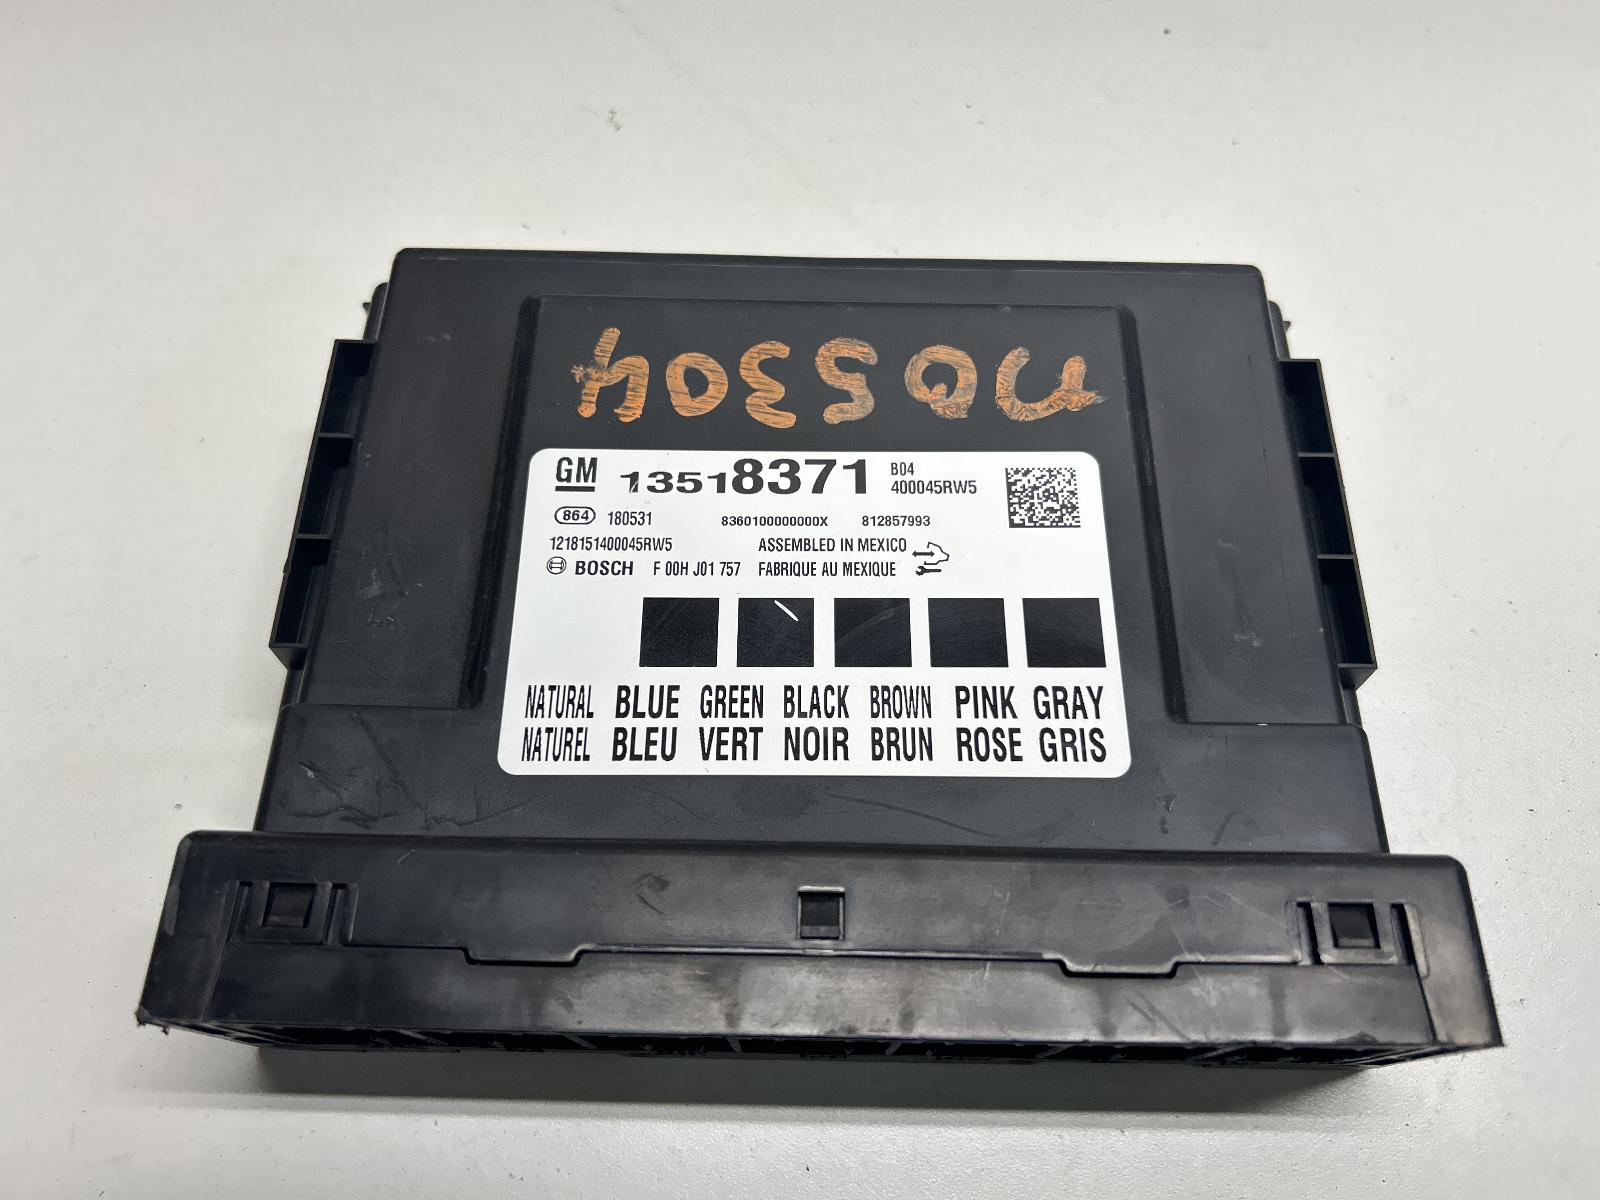 GM 13518371 B04
400045RW5
864 180531 8360100000000X 812857993
1218151400045RW5 ASSEMBLED IN MEXICO
BOSCH F 00H J01 757 FABRIQUE AU MEXIQUE
NATURAL BLUE GREEN BLACK BROWN PINK GRAY
NATUREL BLEU VERT NOIR BRUN ROSE GRIS